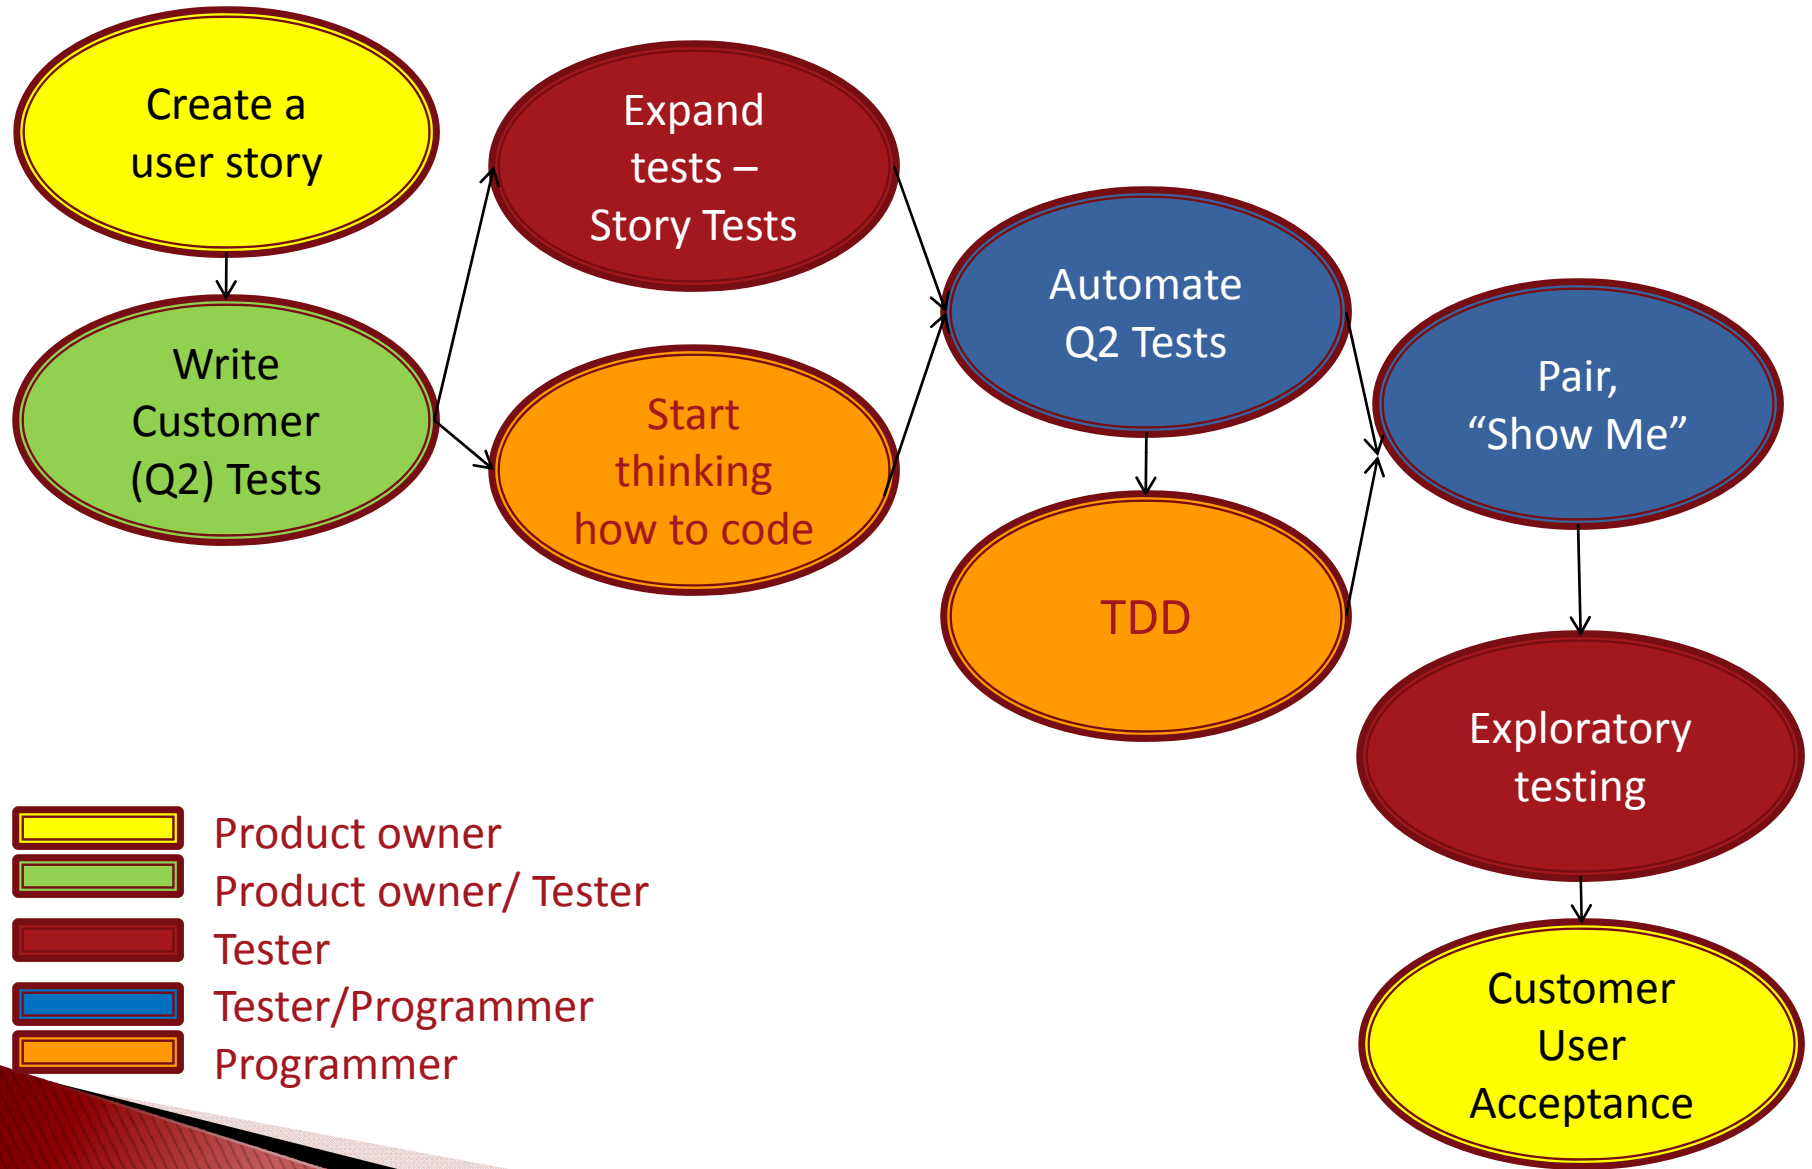 Create a
user story
Write
Customer
(Q2) Tests
Expand
tests –
Story Tests
Start
thinking
how to code
Automate
Q2 Tests
TDD
Pair,
“Show Me”
Exploratory
testing
Customer
User
Acceptance
Product owner
Product owner/ Tester
Tester
Tester/Programmer
Programmer